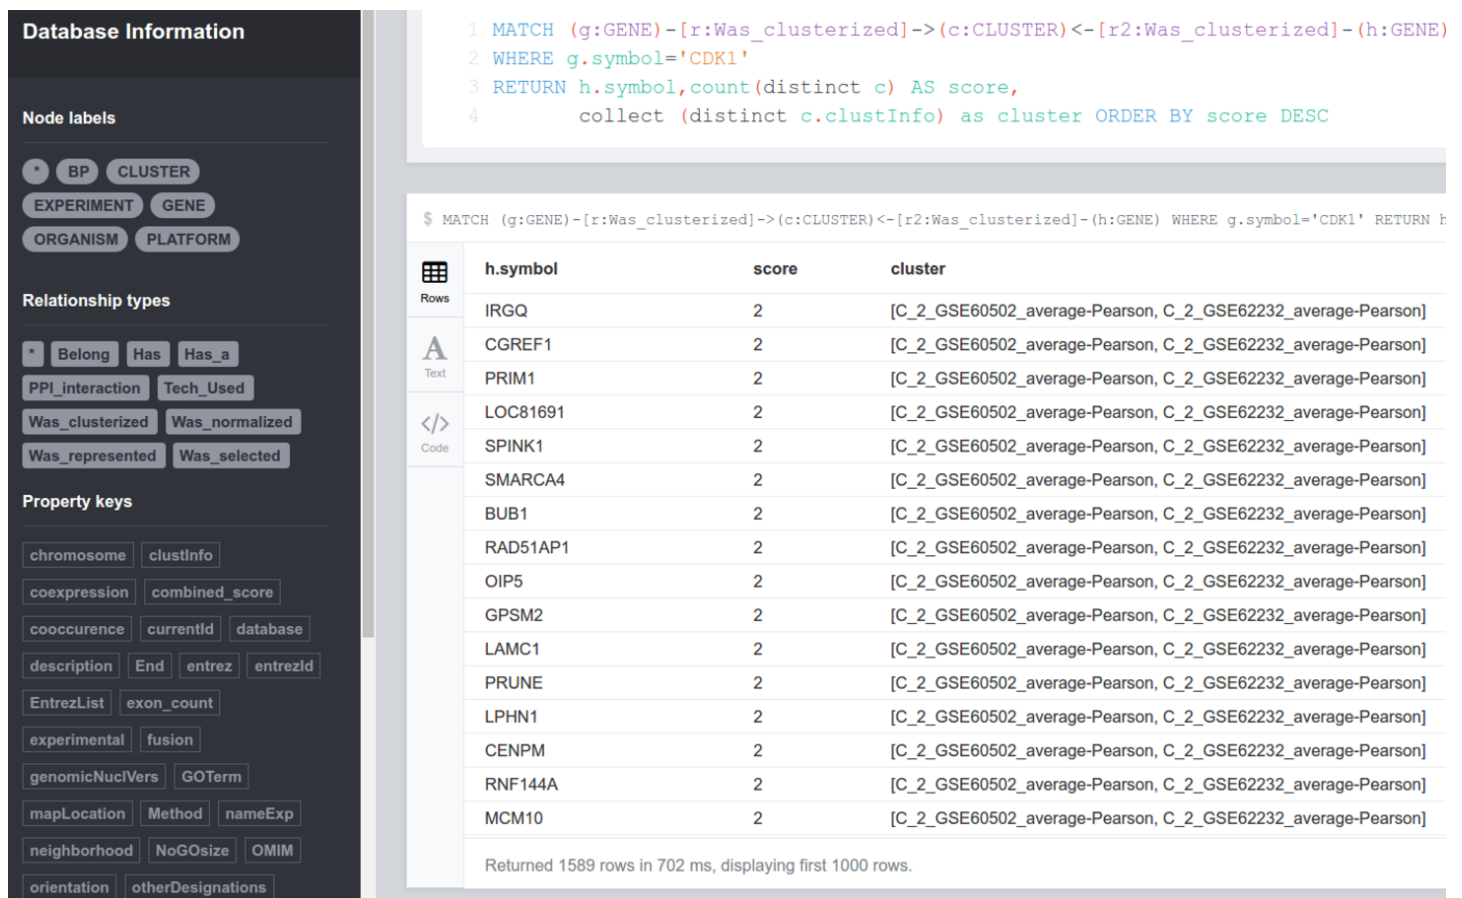 Database Information
Node labels
* BP CLUSTER
EXPERIMENT GENE
ORGANISM PLATFORM
Relationship types
* Belong Has Has_a
PPI_interaction Tech_Used
Was_clusterized Was_normalized
Was_represented Was_selected
Property keys
chromosome clustInfo
coexpression combined_score
cooccurence currentId database
description End entrez entrezId
EntrezList exon_count
experimental fusion
genomicNuclVers GOTerm
mapLocation Method nameExp
neighborhood NoGOsize OMIM
orientation otherDesignations
1 MATCH (g:GENE)-[r:Was_clusterized]->(c:CLUSTER)<-[r2:Was_clusterized]-(h:GENE)
2 WHERE g.symbol='CDK1'
3 RETURN h.symbol,count(distinct c) AS score,
4 collect (distinct c.clustInfo) as cluster ORDER BY score DESC
$ MATCH (g:GENE)-[r:Was_clusterized]->(c:CLUSTER)<-[r2:Was_clusterized]-(h:GENE) WHERE g.symbol='CDK1' RETURN h
Rows
Text
Code
h.symbol score cluster
IRGQ 2 [C_2_GSE60502_average-Pearson, C_2_GSE62232_average-Pearson]
CGREF1 2 [C_2_GSE60502_average-Pearson, C_2_GSE62232_average-Pearson]
PRIM1 2 [C_2_GSE60502_average-Pearson, C_2_GSE62232_average-Pearson]
LOC81691 2 [C_2_GSE60502_average-Pearson, C_2_GSE62232_average-Pearson]
SPINK1 2 [C_2_GSE60502_average-Pearson, C_2_GSE62232_average-Pearson]
SMARCA4 2 [C_2_GSE60502_average-Pearson, C_2_GSE62232_average-Pearson]
BUB1 2 [C_2_GSE60502_average-Pearson, C_2_GSE62232_average-Pearson]
RAD51AP1 2 [C_2_GSE60502_average-Pearson, C_2_GSE62232_average-Pearson]
OIP5 2 [C_2_GSE60502_average-Pearson, C_2_GSE62232_average-Pearson]
GPSM2 2 [C_2_GSE60502_average-Pearson, C_2_GSE62232_average-Pearson]
LAMC1 2 [C_2_GSE60502_average-Pearson, C_2_GSE62232_average-Pearson]
PRUNE 2 [C_2_GSE60502_average-Pearson, C_2_GSE62232_average-Pearson]
LPHN1 2 [C_2_GSE60502_average-Pearson, C_2_GSE62232_average-Pearson]
CENPM 2 [C_2_GSE60502_average-Pearson, C_2_GSE62232_average-Pearson]
RNF144A 2 [C_2_GSE60502_average-Pearson, C_2_GSE62232_average-Pearson]
MCM10 2 [C_2_GSE60502_average-Pearson, C_2_GSE62232_average-Pearson]
Returned 1589 rows in 702 ms, displaying first 1000 rows.